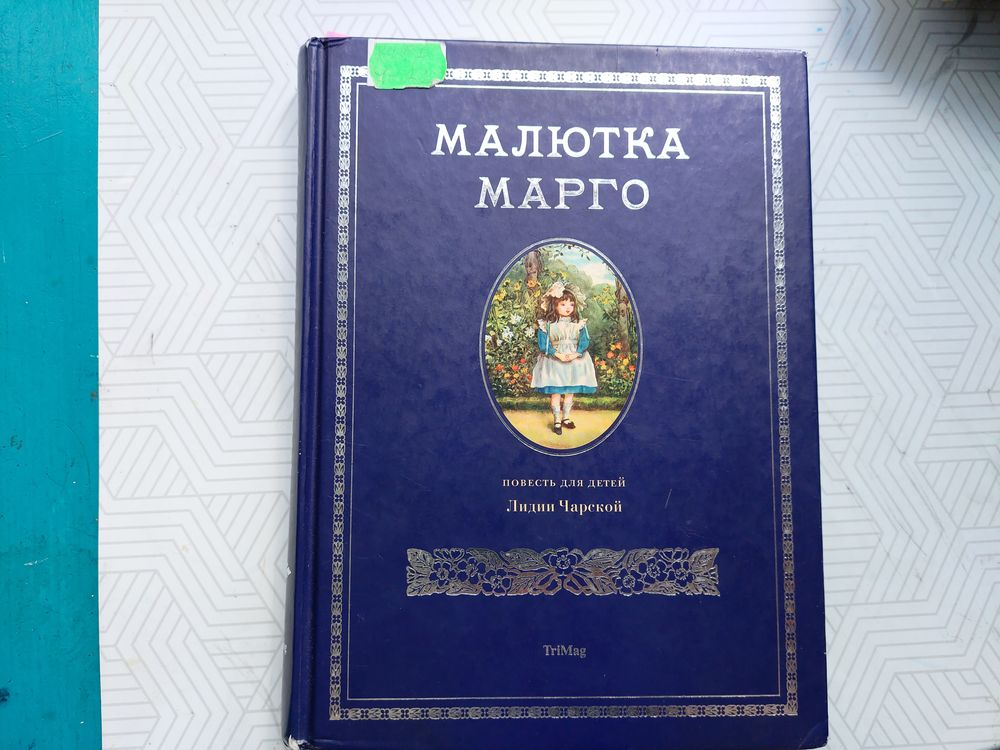 МАЛЮТКА
МАРГО
ПОВЕСТЬ ДЛЯ ДЕТЕЙ
Лидии Чарской
TriMag